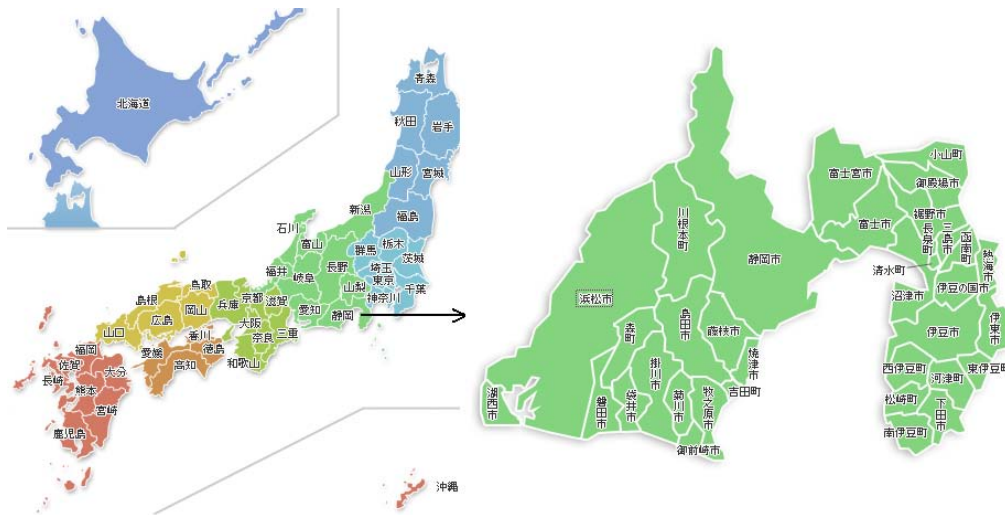 北海道
青森
秋田
岩手
山形
宮城
新潟
福島
石川
富山
群馬
栃木
福井
岐阜
長野
埼玉
茨城
東京
山梨
千葉
神奈川
愛知
静岡
鳥取
京都
滋賀
島根
岡山
兵庫
広島
大阪
三重
山口
香川
奈良
愛媛
徳島
和歌山
高知
福岡
佐賀
大分
長崎
熊本
宮崎
鹿児島
沖縄
小山町
富士宮市
御殿場市
裾野市
富士市
長泉町
三島市
函南町
熱海市
川根本町
静岡市
清水町
沼津市
伊豆の国市
浜松市
島田市
藤枝市
森町
焼津市
伊豆市
伊東市
掛川市
吉田町
西伊豆町
東伊豆町
河津町
湖西市
磐田市
袋井市
菊川市
牧之原市
松崎町
下田市
御前崎市
南伊豆町